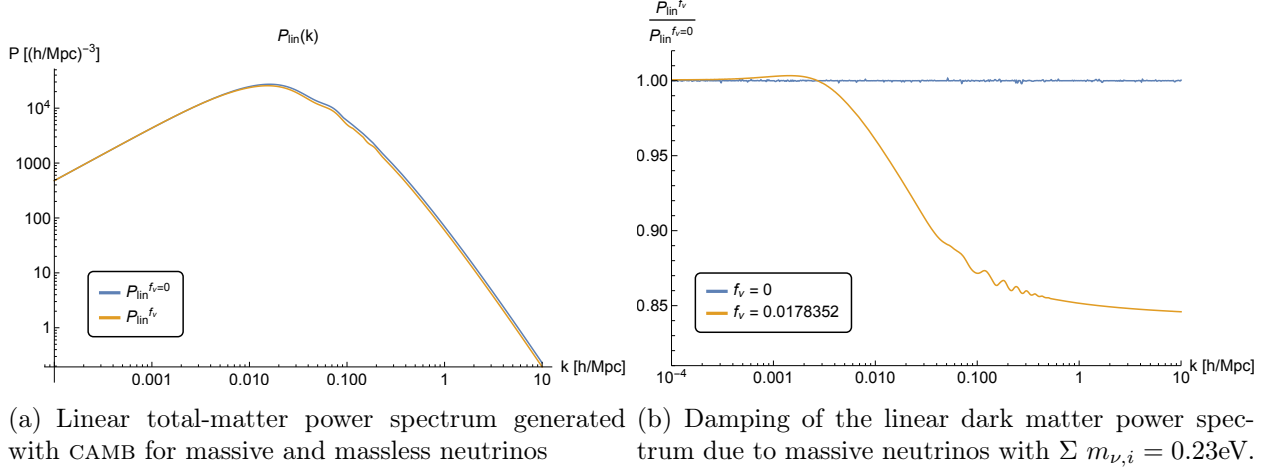 P_lin(k)
P [(h/Mpc)^-3]
10^4
1000
100
10
1
0.001 0.010 0.100 1 10
k [h/Mpc]
P_lin^{f_ν=0}
P_lin^{f_ν}
(a) Linear total-matter power spectrum generated
with CAMB for massive and massless neutrinos
P_lin^{f_ν}
P_lin^{f_ν=0}
1.00
0.95
0.90
0.85
10^-4 0.001 0.010 0.100 1 10
k [h/Mpc]
f_ν = 0
f_ν = 0.0178352
(b) Damping of the linear dark matter power spec-
trum due to massive neutrinos with Σ m_{ν,i} = 0.23eV.